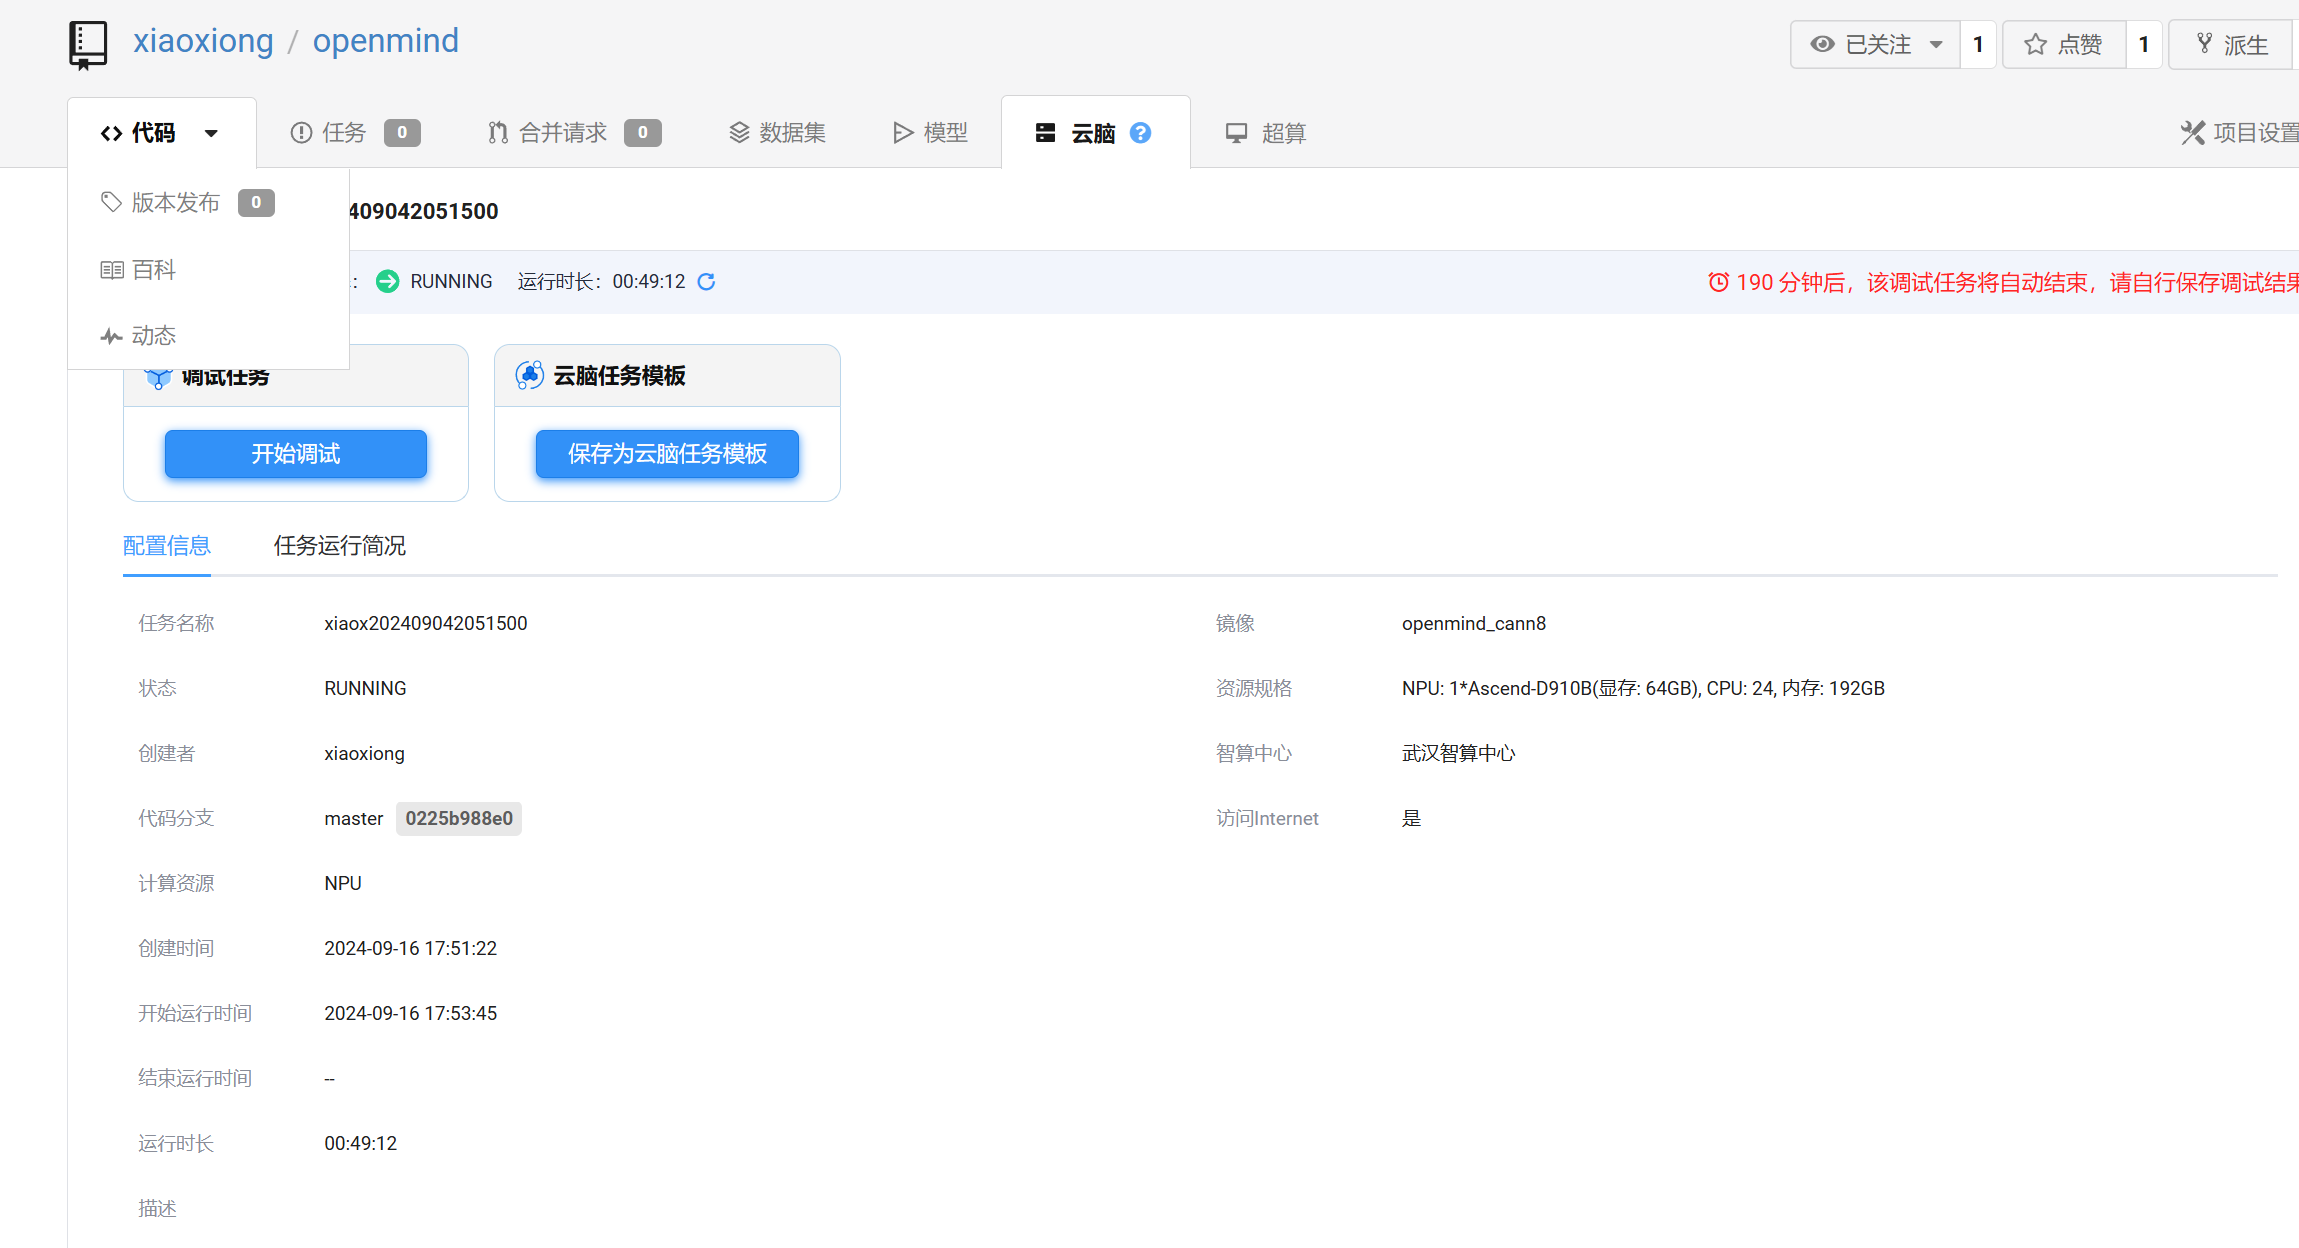 xiaoxiong / openmind
已关注 1 点赞 1 派生
代码 任务 0 合并请求 0 数据集 模型 云脑 超算 项目设置
版本发布 0
百科
动态
409042051500
: RUNNING 运行时长: 00:49:12
190 分钟后，该调试任务将自动结束，请自行保存调试结果
调试任务 云脑任务模板
开始调试 保存为云脑任务模板
配置信息 任务运行简况
任务名称 xiaox202409042051500 镜像 openmind_cann8
状态 RUNNING 资源规格 NPU: 1*Ascend-D910B(显存: 64GB), CPU: 24, 内存: 192GB
创建者 xiaoxiong 智算中心 武汉智算中心
代码分支 master 0225b988e0 访问Internet 是
计算资源 NPU
创建时间 2024-09-16 17:51:22
开始运行时间 2024-09-16 17:53:45
结束运行时间 --
运行时长 00:49:12
描述